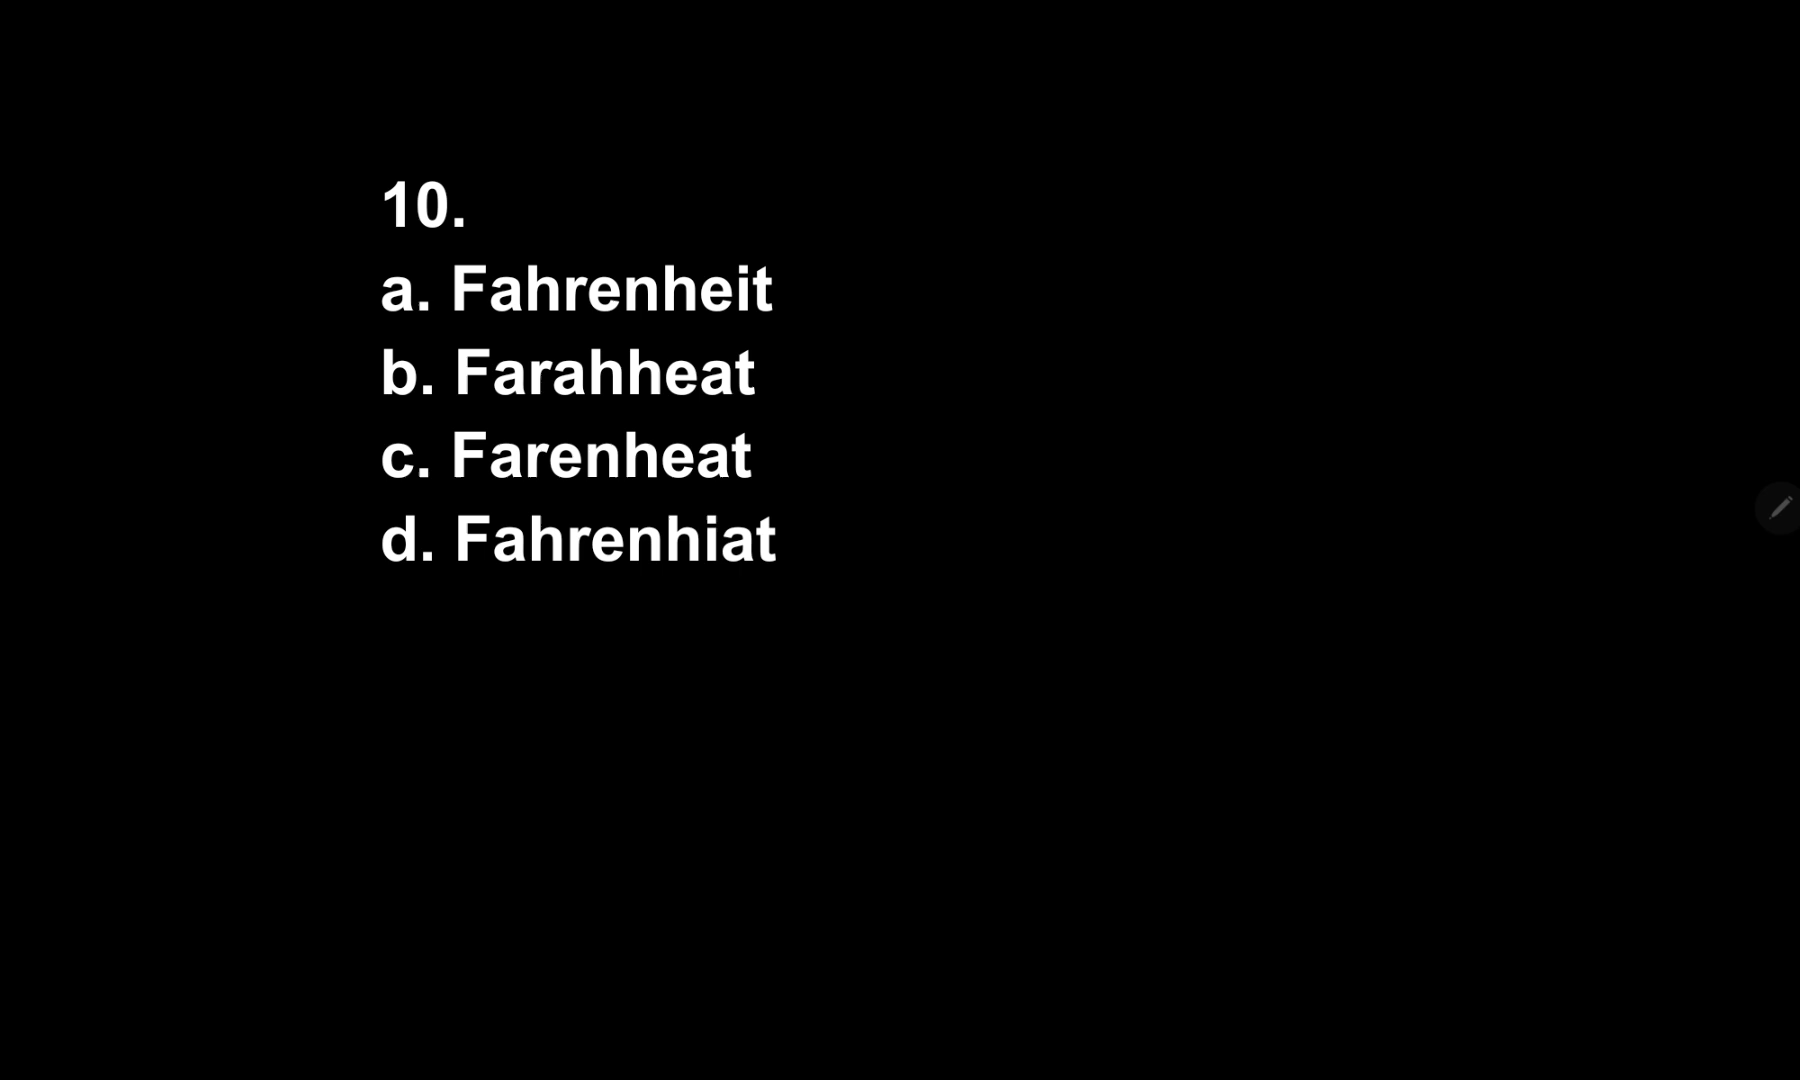 10.
a. Fahrenheit
b. Farahheat
c. Farenheat
d. Fahrenhiat